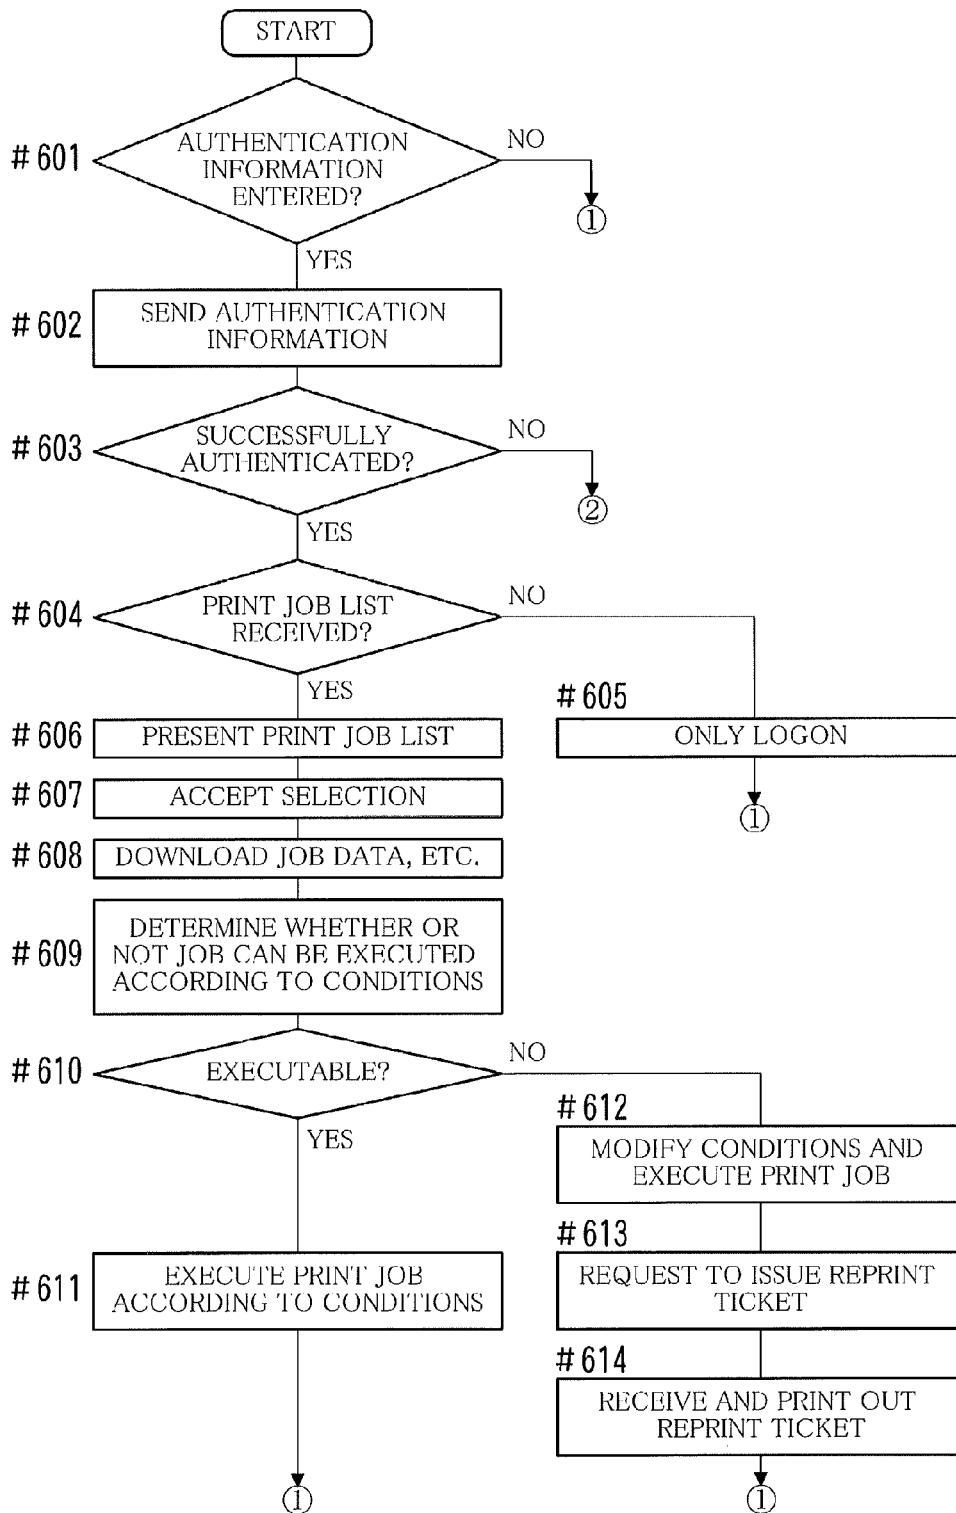 START
#601
AUTHENTICATION
INFORMATION
ENTERED?
NO
①
YES
#602
SEND AUTHENTICATION
INFORMATION
#603
SUCCESSFULLY
AUTHENTICATED?
NO
②
YES
#604
PRINT JOB LIST
RECEIVED?
NO
YES
#605
ONLY LOGON
①
#606
PRESENT PRINT JOB LIST
#607
ACCEPT SELECTION
#608
DOWNLOAD JOB DATA, ETC.
#609
DETERMINE WHETHER OR
NOT JOB CAN BE EXECUTED
ACCORDING TO CONDITIONS
#610
EXECUTABLE?
NO
YES
#612
MODIFY CONDITIONS AND
EXECUTE PRINT JOB
#613
REQUEST TO ISSUE REPRINT
TICKET
#611
EXECUTE PRINT JOB
ACCORDING TO CONDITIONS
#614
RECEIVE AND PRINT OUT
REPRINT TICKET
①
①